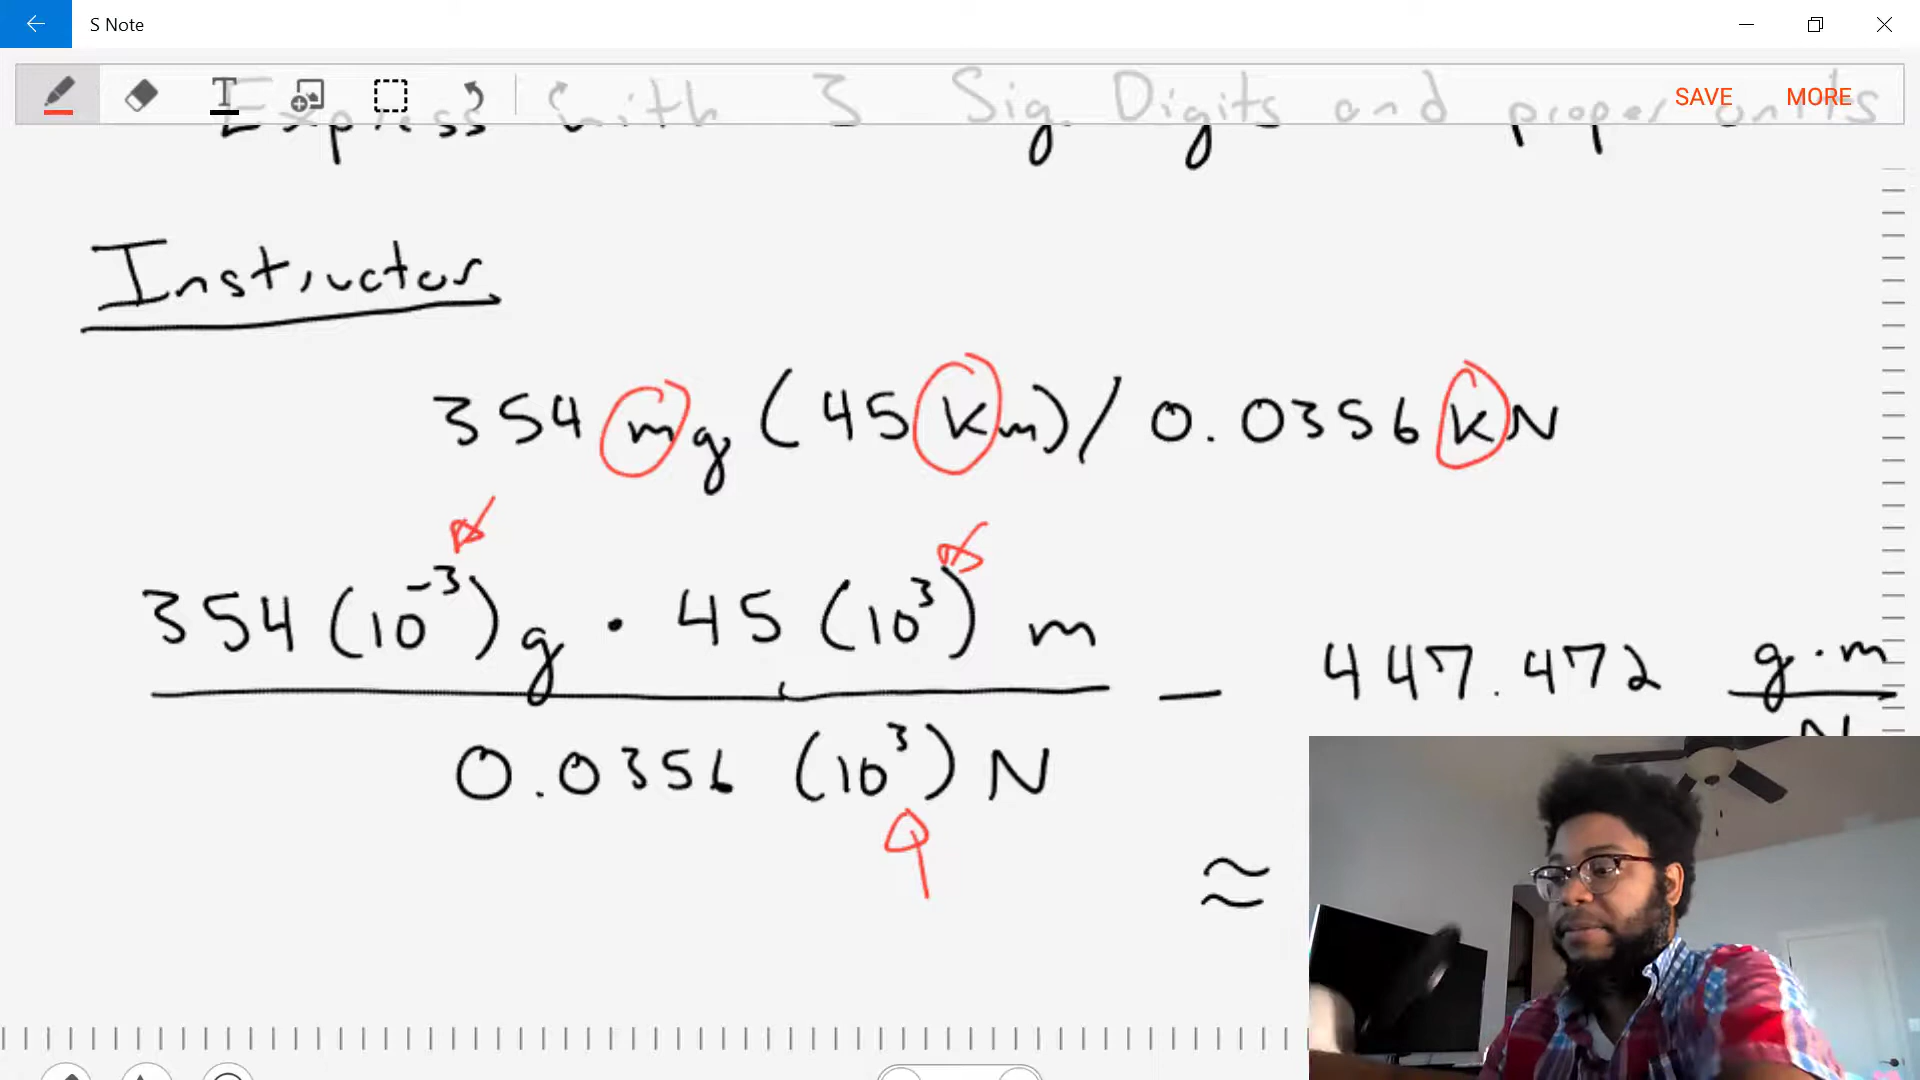 S Note
SAVE MORE
Express with 3 Sig. Digits and proper units
Instructor
354 mg (45 km) / 0.0356 kN
354 (10⁻³) g · 45 (10³) m
0.0356 (10³) N
— 447.472 g·m
N
≈